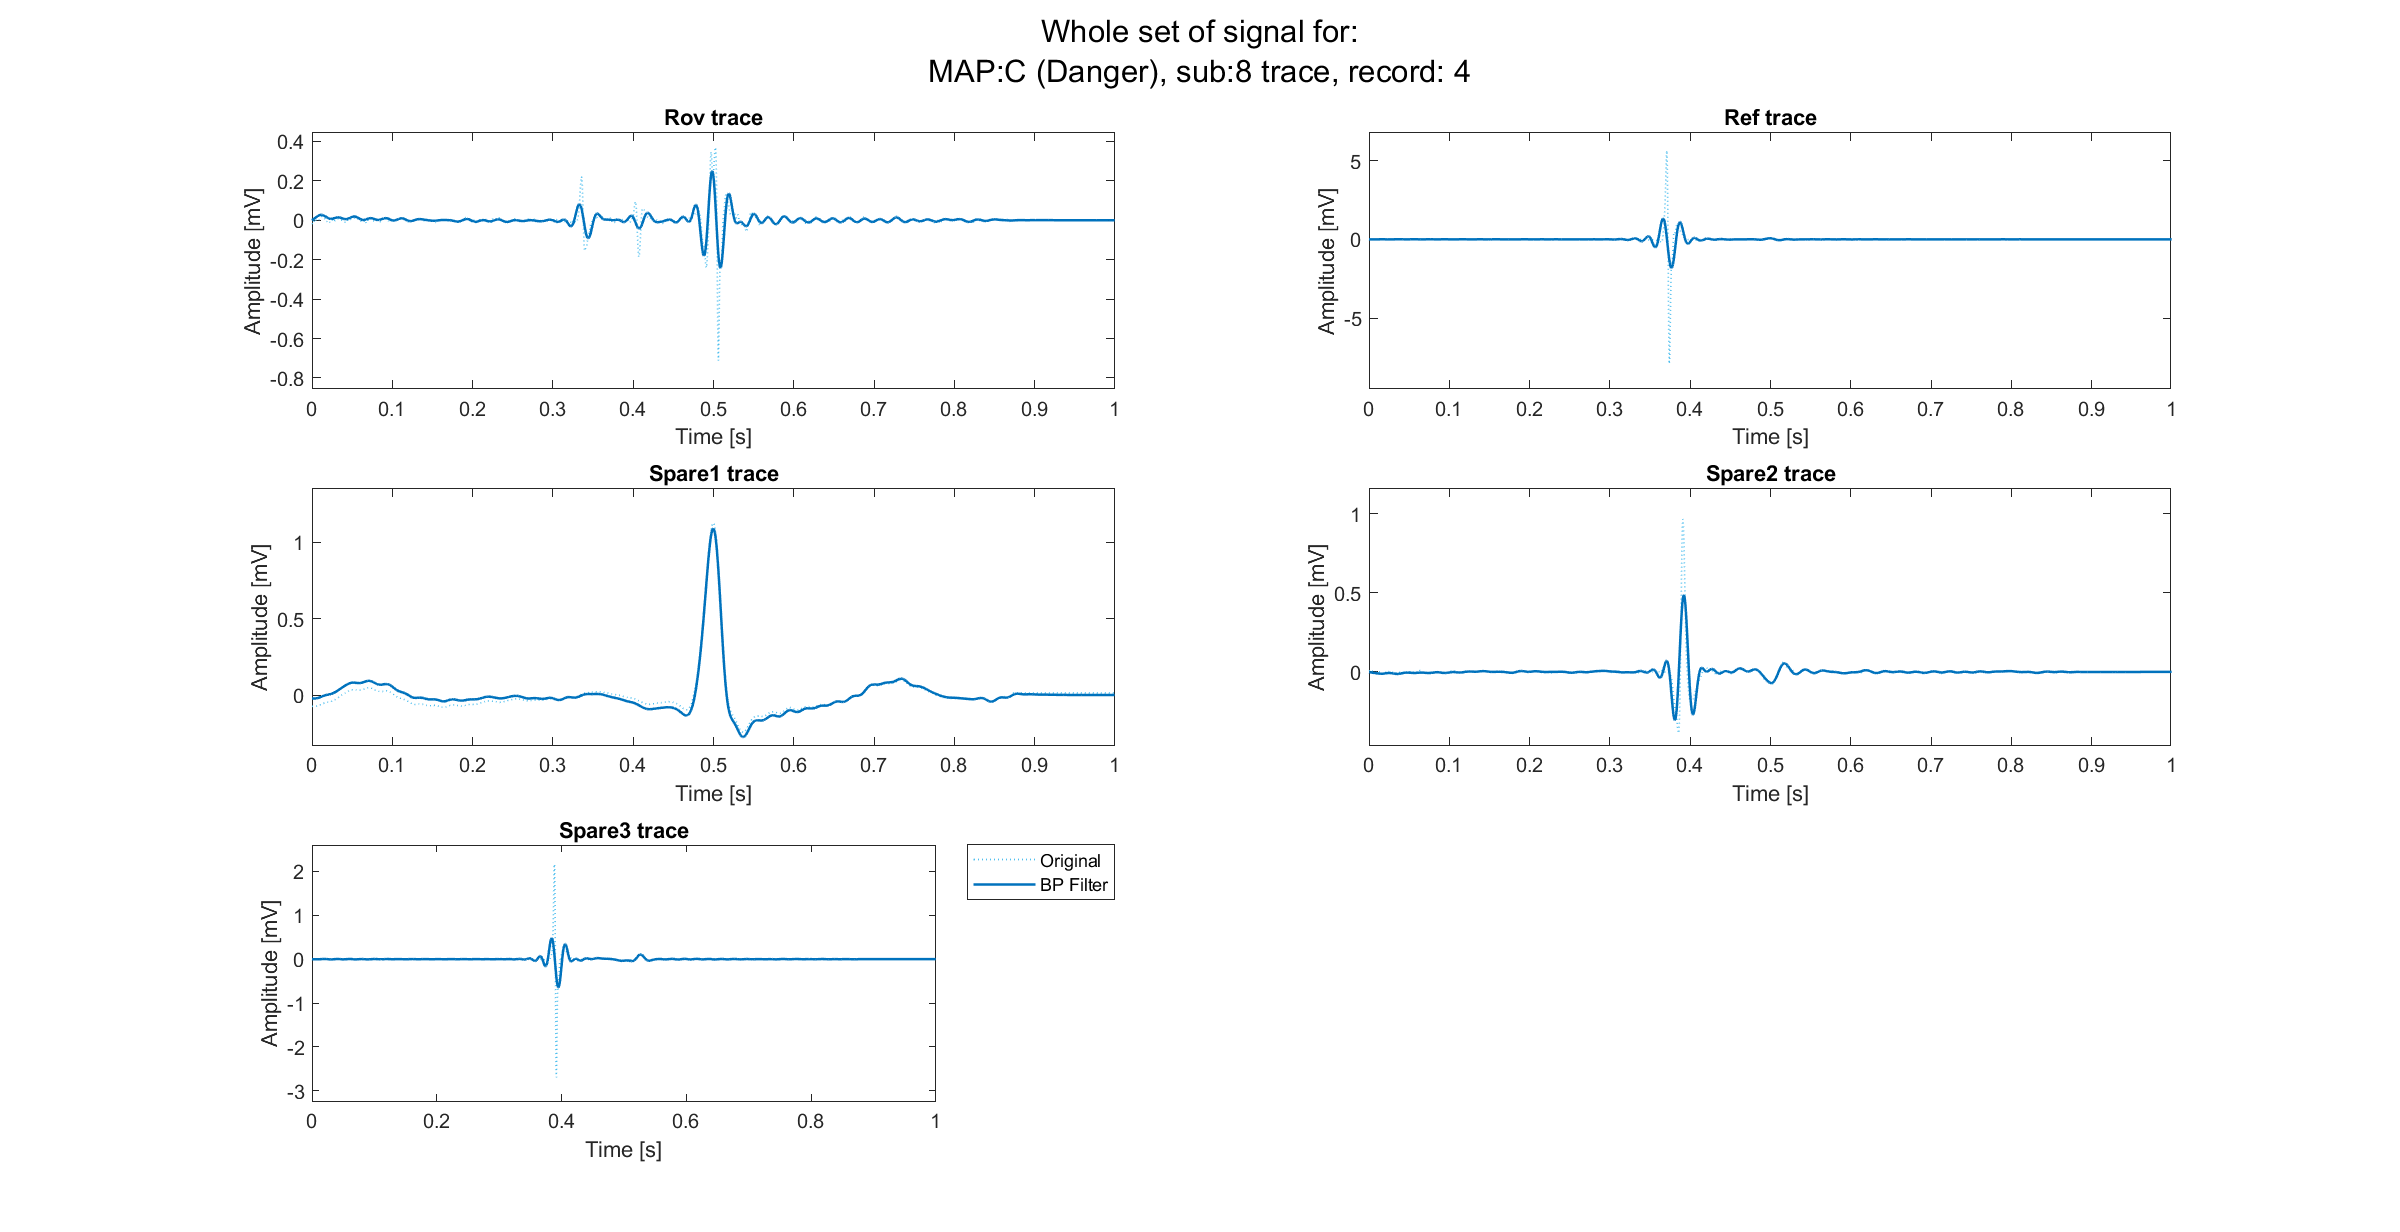 Whole set of signal for:
MAP:C (Danger), sub:8 trace, record: 4
Rov trace
Amplitude [mV]
0.4
0.2
0
-0.2
-0.4
-0.6
-0.8
0 0.1 0.2 0.3 0.4 0.5 0.6 0.7 0.8 0.9 1
Time [s]
Ref trace
Amplitude [mV]
5
0
-5
0 0.1 0.2 0.3 0.4 0.5 0.6 0.7 0.8 0.9 1
Time [s]
Spare1 trace
Amplitude [mV]
1
0.5
0
0 0.1 0.2 0.3 0.4 0.5 0.6 0.7 0.8 0.9 1
Time [s]
Spare2 trace
Amplitude [mV]
1
0.5
0
0 0.1 0.2 0.3 0.4 0.5 0.6 0.7 0.8 0.9 1
Time [s]
Spare3 trace
Amplitude [mV]
2
1
0
-1
-2
-3
0 0.2 0.4 0.6 0.8 1
Time [s]
Original
BP Filter